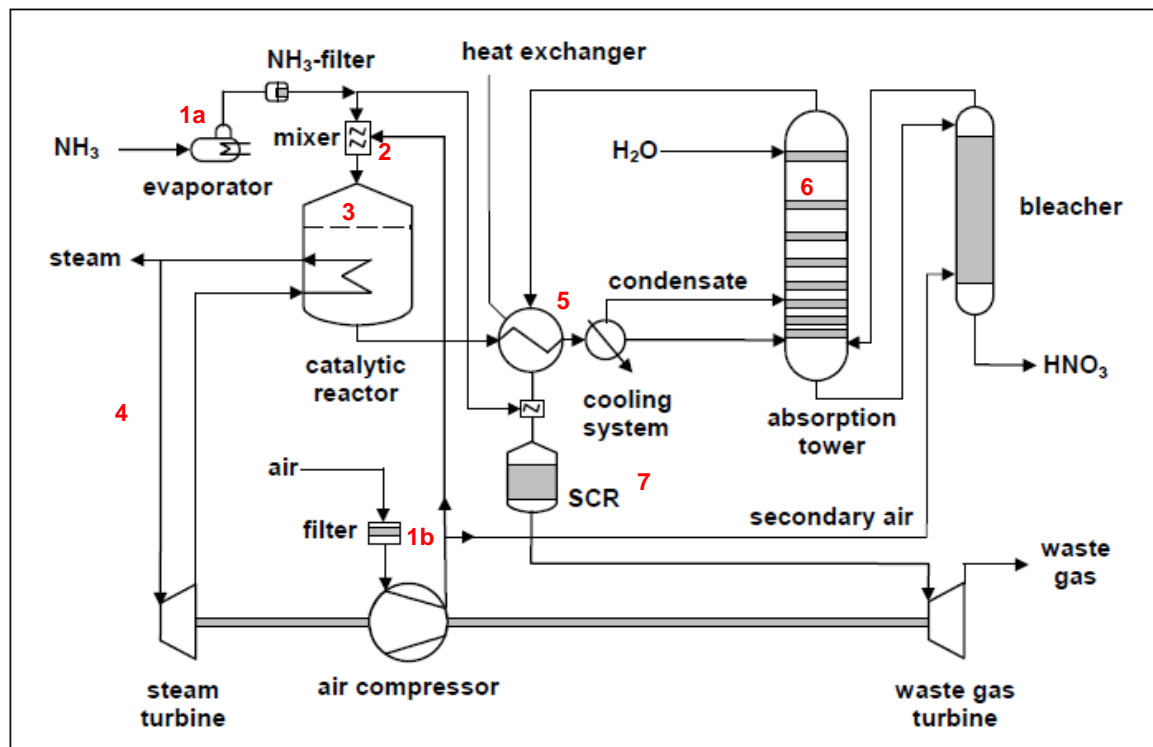 heat exchanger
NH₃-filter
1a
mixer
2
NH₃
evaporator
H₂O
6
bleacher
3
steam
condensate
5
catalytic
reactor
cooling
system
absorption
tower
HNO₃
4
air
SCR
7
filter
1b
secondary air
waste
gas
steam
turbine
air compressor
waste gas
turbine